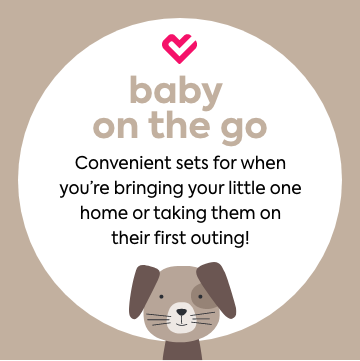 baby
on the go
Convenient sets for when
you're bringing your little one
home or taking them on
their first outing!